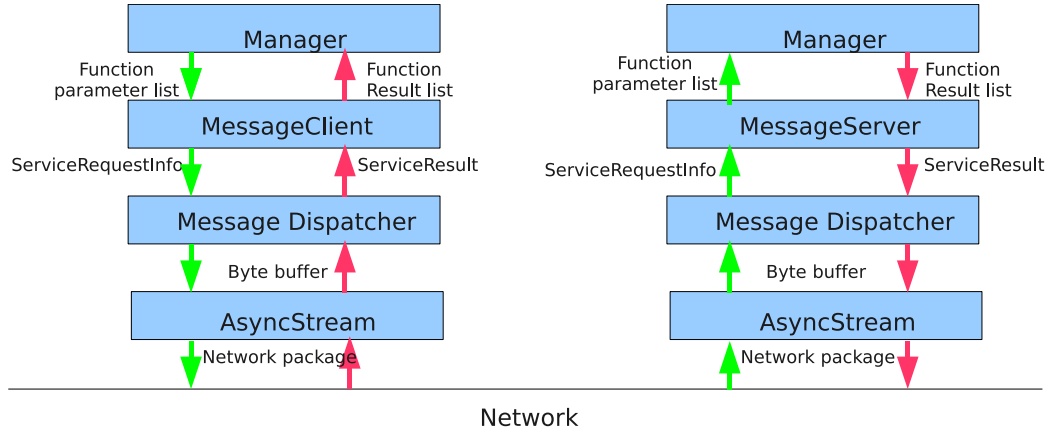 Manager
Function
parameter list
Function
Result list
MessageClient
ServiceRequestInfo
ServiceResult
Message Dispatcher
Byte buffer
AsyncStream
Network package
Manager
Function
parameter list
Function
Result list
MessageServer
ServiceRequestInfo
ServiceResult
Message Dispatcher
Byte buffer
AsyncStream
Network package
Network